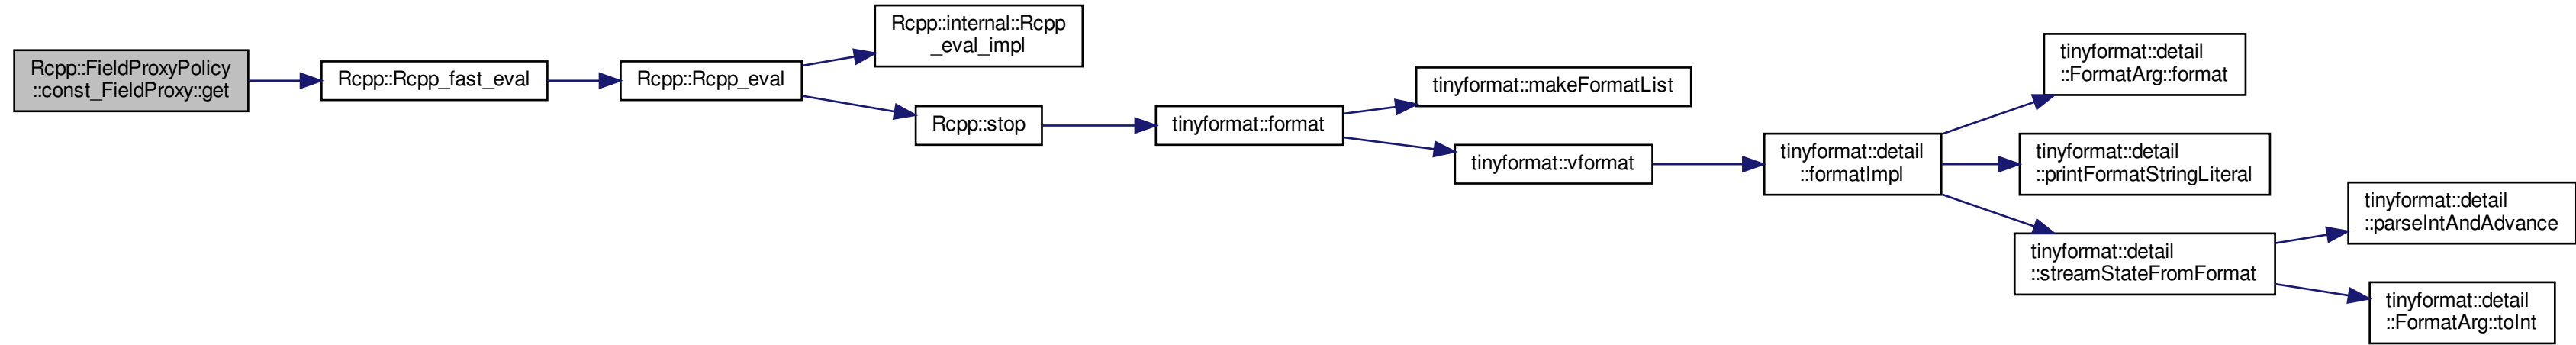 Rcpp::FieldProxyPolicy
::const_FieldProxy::get
Rcpp::Rcpp_fast_eval
Rcpp::Rcpp_eval
Rcpp::internal::Rcpp
_eval_impl
Rcpp::stop
tinyformat::format
tinyformat::makeFormatList
tinyformat::vformat
tinyformat::detail
::formatImpl
tinyformat::detail
::FormatArg::format
tinyformat::detail
::printFormatStringLiteral
tinyformat::detail
::streamStateFromFormat
tinyformat::detail
::parseIntAndAdvance
tinyformat::detail
::FormatArg::toInt